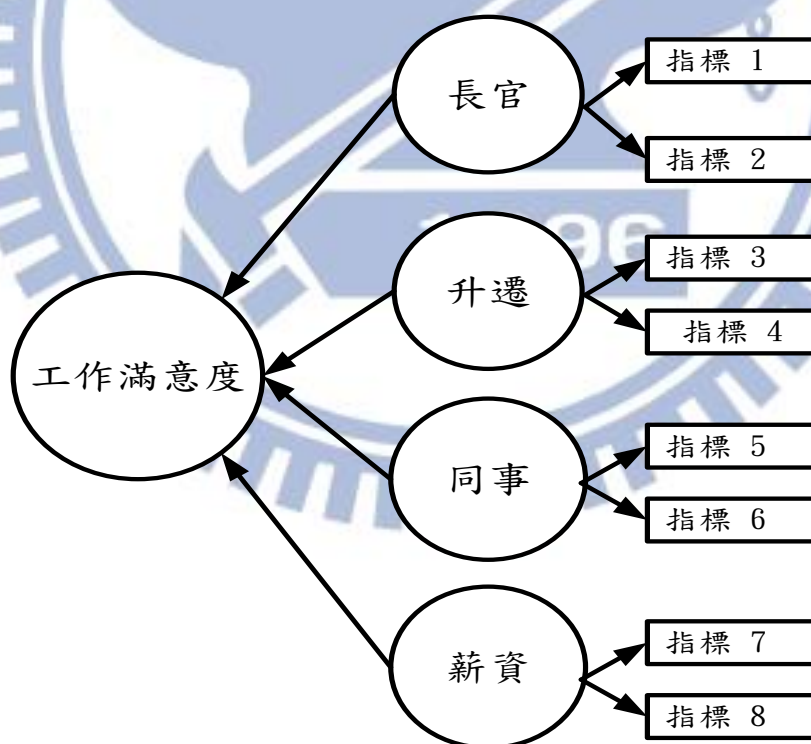 長官
指標 1
指標 2
升遷
指標 3
指標 4
工作滿意度
同事
指標 5
指標 6
薪資
指標 7
指標 8